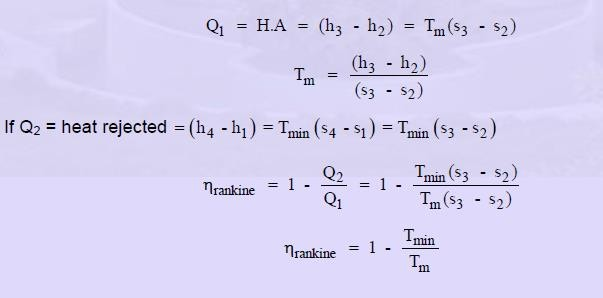 Q₁ = H.A = (h₃ - h₂) = Tₘ(s₃ - s₂)
Tₘ = (h₃ - h₂) / (s₃ - s₂)
If Q₂ = heat rejected = (h₄ - h₁) = Tmin (s₄ - s₁) = Tmin (s₃ - s₂)
ηrankine = 1 - Q₂ / Q₁ = 1 - Tmin (s₃ - s₂) / Tₘ(s₃ - s₂)
ηrankine = 1 - Tmin / Tₘ